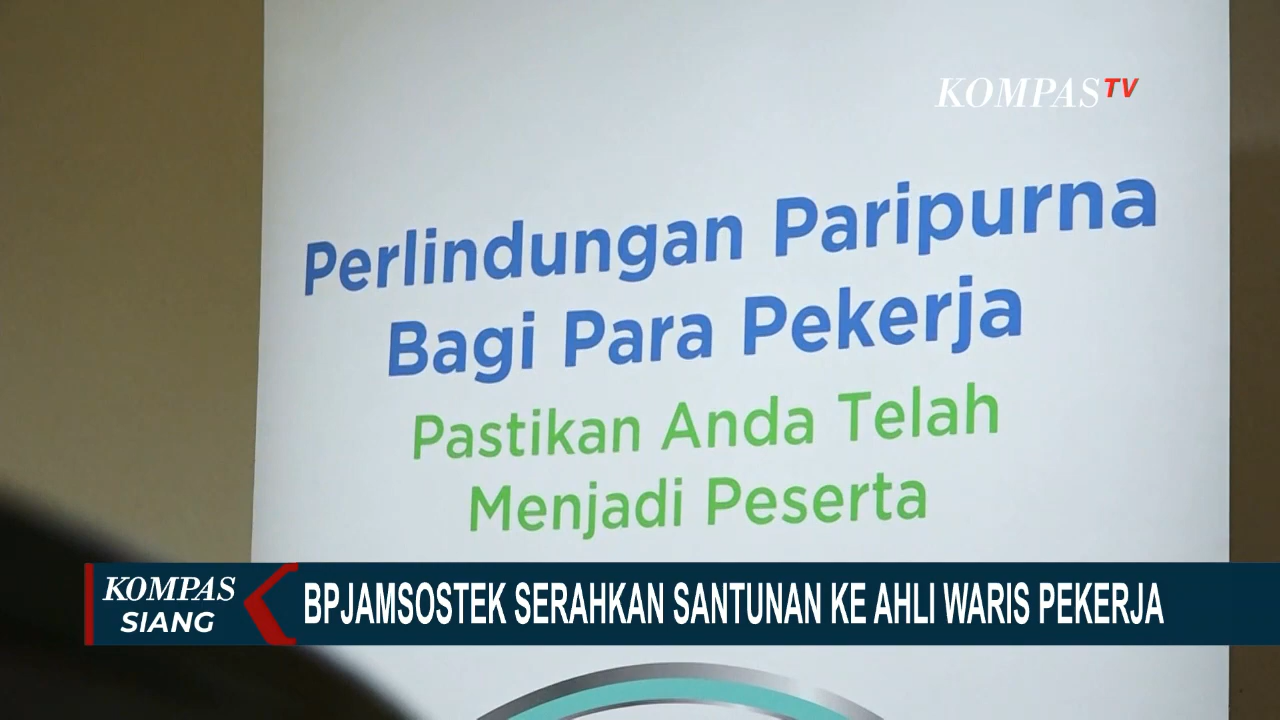 KOMPASTV
Perlindungan Paripurna
Bagi Para Pekerja
Pastikan Anda Telah
Menjadi Peserta
KOMPAS
SIANG
BPJAMSOSTEK SERAHKAN SANTUNAN KE AHLI WARIS PEKERJA